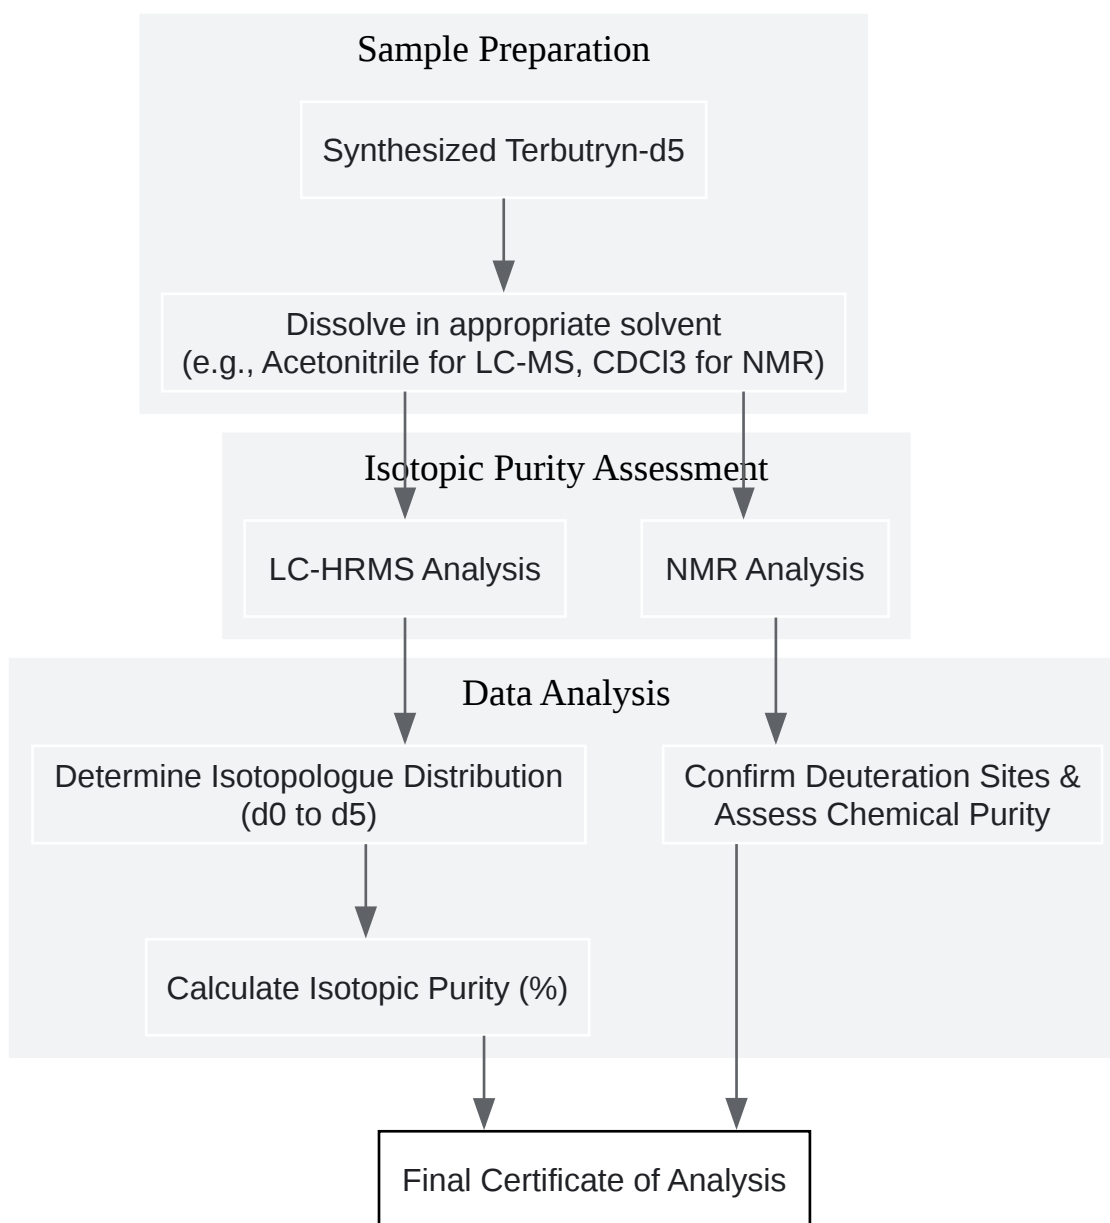 Sample Preparation
Synthesized Terbutryn-d5
Dissolve in appropriate solvent
(e.g., Acetonitrile for LC-MS, CDCl3 for NMR)
Isotopic Purity Assessment
LC-HRMS Analysis
NMR Analysis
Data Analysis
Determine Isotopologue Distribution
(d0 to d5)
Confirm Deuteration Sites &
Assess Chemical Purity
Calculate Isotopic Purity (%)
Final Certificate of Analysis